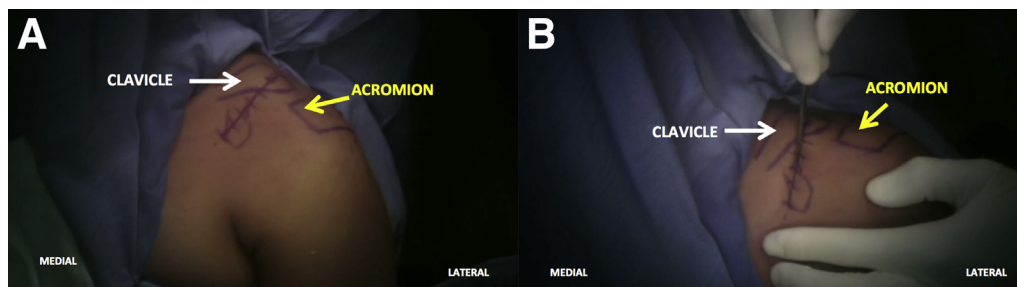 A
CLAVICLE
ACROMION
MEDIAL
LATERAL
B
ACROMION
CLAVICLE
MEDIAL
LATERAL